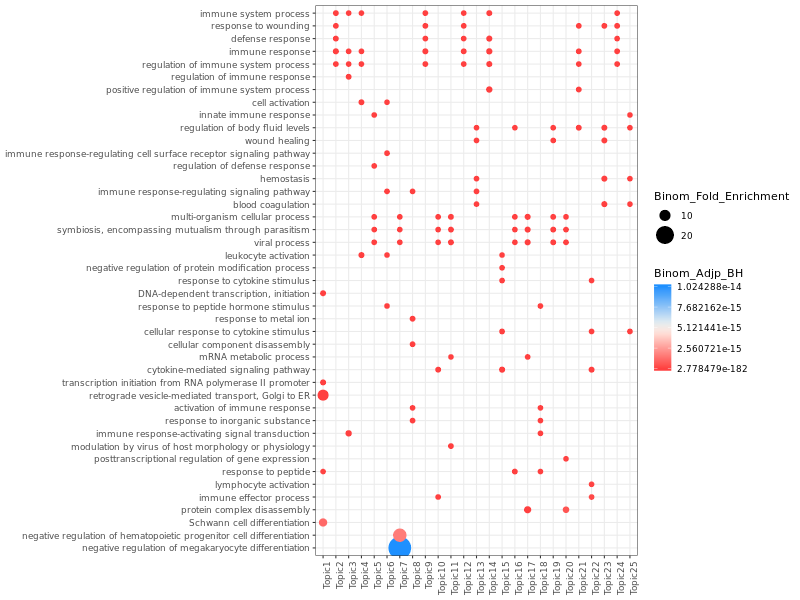 immune system process
response to wounding
defense response
immune response
regulation of immune system process
regulation of immune response
positive regulation of immune system process
cell activation
innate immune response
regulation of body fluid levels
wound healing
immune response-regulating cell surface receptor signaling pathway
regulation of defense response
hemostasis
immune response-regulating signaling pathway
blood coagulation
multi-organism cellular process
symbiosis, encompassing mutualism through parasitism
viral process
leukocyte activation
negative regulation of protein modification process
response to cytokine stimulus
DNA-dependent transcription, initiation
response to peptide hormone stimulus
response to metal ion
cellular response to cytokine stimulus
cellular component disassembly
mRNA metabolic process
cytokine-mediated signaling pathway
transcription initiation from RNA polymerase II promoter
retrograde vesicle-mediated transport, Golgi to ER
activation of immune response
response to inorganic substance
immune response-activating signal transduction
modulation by virus of host morphology or physiology
posttranscriptional regulation of gene expression
response to peptide
lymphocyte activation
immune effector process
protein complex disassembly
Schwann cell differentiation
negative regulation of hematopoietic progenitor cell differentiation
negative regulation of megakaryocyte differentiation
Topic1
Topic2
Topic3
Topic4
Topic5
Topic6
Topic7
Topic8
Topic9
Topic10
Topic11
Topic12
Topic13
Topic14
Topic15
Topic16
Topic17
Topic18
Topic19
Topic20
Topic21
Topic22
Topic23
Topic24
Topic25
Binom_Fold_Enrichment
10
20
Binom_Adjp_BH
1.024288e-14
7.682162e-15
5.121441e-15
2.560721e-15
2.778479e-182